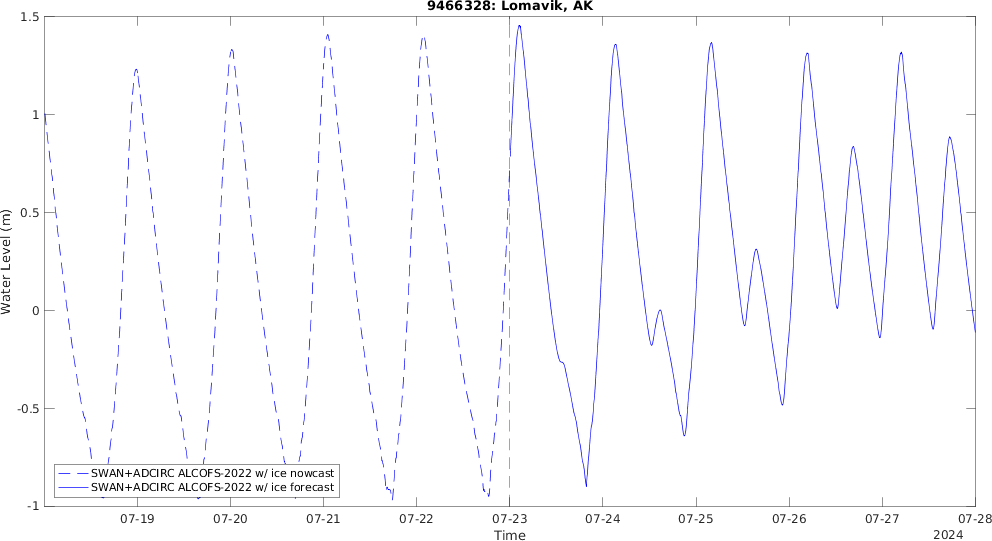 9466328: Lomavik, AK
Water Level (m)
1.5
1
0.5
0
-0.5
-1
SWAN+ADCIRC ALCOFS-2022 w/ ice nowcast
SWAN+ADCIRC ALCOFS-2022 w/ ice forecast
07-19 07-20 07-21 07-22 07-23 07-24 07-25 07-26 07-27 07-28
Time
2024